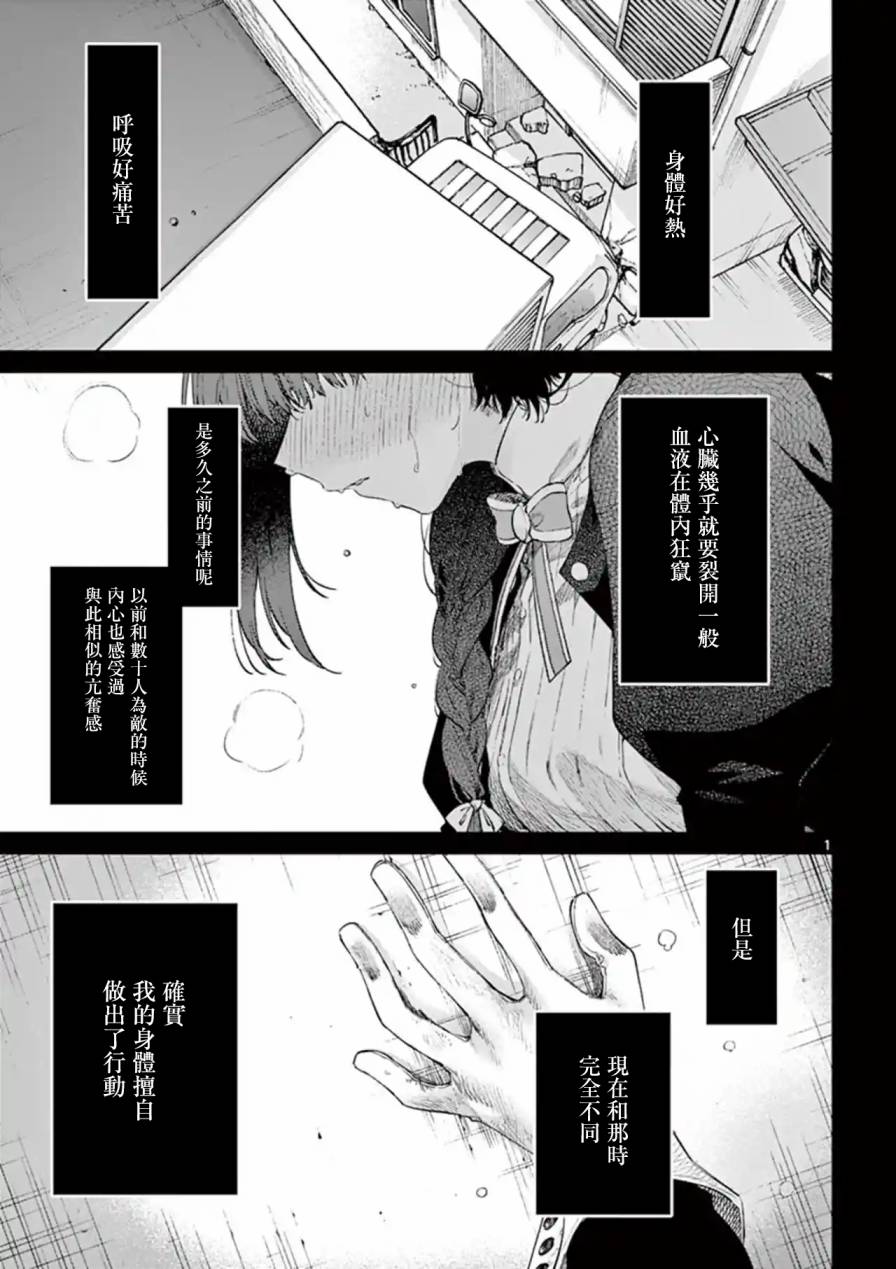 身體好熱
呼吸好痛苦
心臟幾乎就要裂開一般
血液在體內狂竄
是多久之前的事情呢
以前和數十人為敵的時候
內心也感受過
與此相似的亢奮感
1
但是
現在和那時
完全不同
確實
我的身體擅自
做出了行動